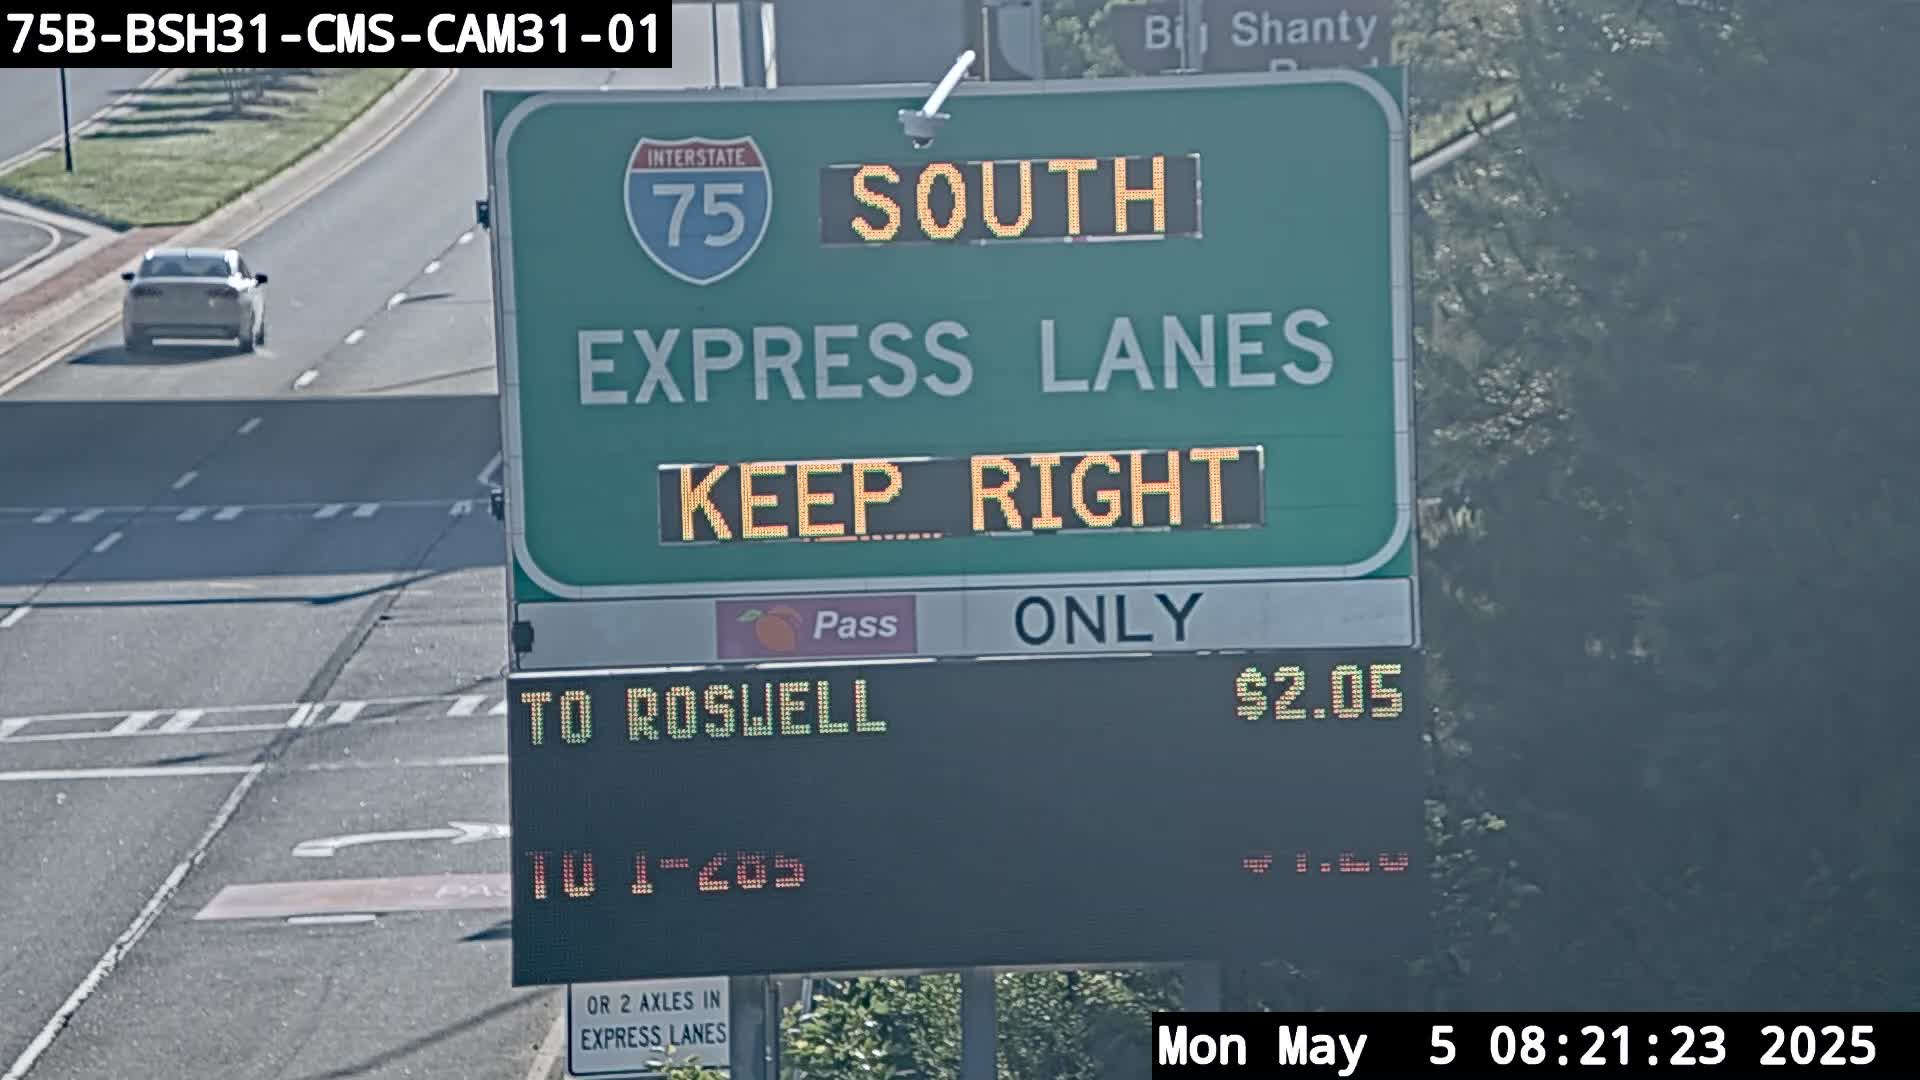 75B-BSH31-CMS-CAM31-01
Big Shanty
INTERSTATE
75
SOUTH
EXPRESS LANES
KEEP RIGHT
Pass ONLY
TO ROSWELL $2.05
TO I-285
OR 2 AXLES IN
EXPRESS LANES
Mon May 5 08:21:23 2025